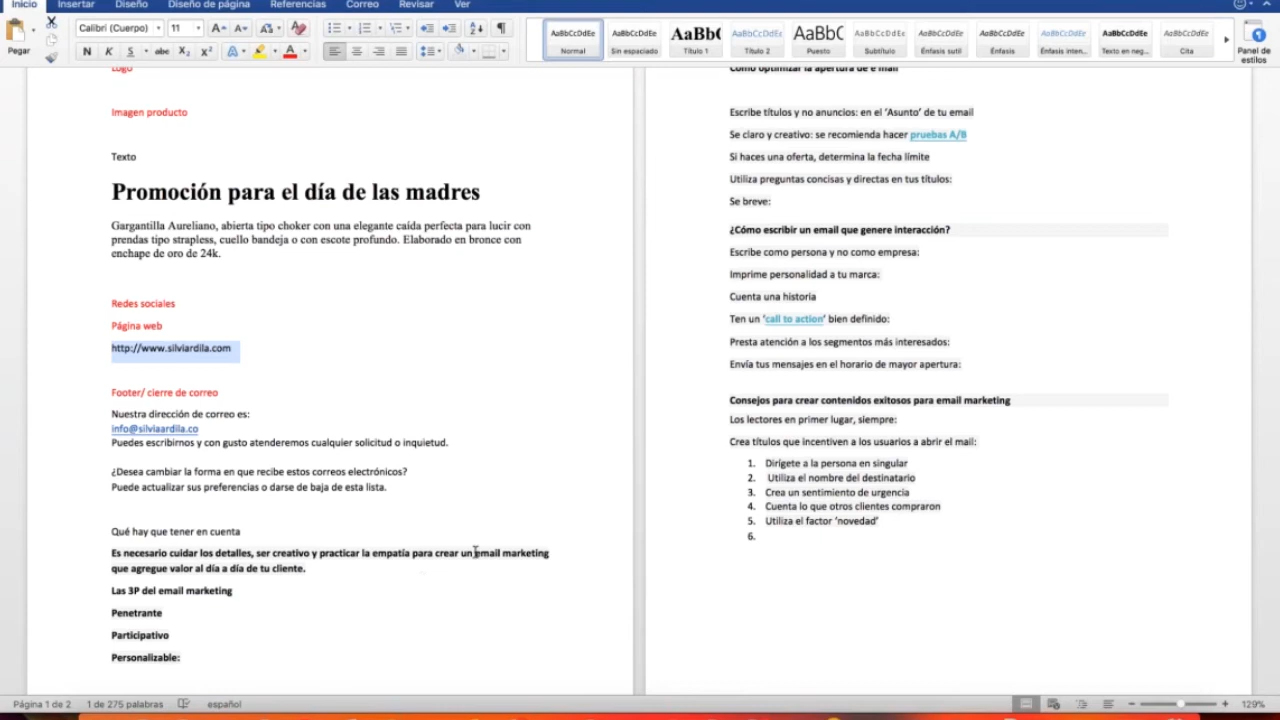 Inicio Insertar Diseño Diseño de página Referencias Correo Revisar Ver
Pegar
Calibri (Cuerpo) 11
N K S abc X₂ X²
AaBbCcDdEe Normal
AaBbCcDdEe Sin espaciado
AaBbC Título 1
AaBbCcDdEe Título 2
AaBbC Puesto
AaBbCcDdEe Subtítulo
AaBbCcDdEe Énfasis sutil
AaBbCcDdEe Énfasis
AaBbCcDdEe Énfasis inten...
AaBbCcDdEe Texto en neg...
AaBbCcDdEe Cita
Panel de estilos
Logo
Imagen producto
Texto
Promoción para el día de las madres
Gargantilla Aureliano, abierta tipo choker con una elegante caída perfecta para lucir con
prendas tipo strapless, cuello bandeja o con escote profundo. Elaborado en bronce con
enchape de oro de 24k.
Redes sociales
Página web
http://www.silviardila.com
Footer/ cierre de correo
Nuestra dirección de correo es:
info@silviaardila.co
Puedes escribirnos y con gusto atenderemos cualquier solicitud o inquietud.
¿Desea cambiar la forma en que recibe estos correos electrónicos?
Puede actualizar sus preferencias o darse de baja de esta lista.
Qué hay que tener en cuenta
Es necesario cuidar los detalles, ser creativo y practicar la empatía para crear un email marketing
que agregue valor al día a día de tu cliente.
Las 3P del email marketing
Penetrante
Participativo
Personalizable:
Cómo optimizar la apertura de e mail
Escribe títulos y no anuncios: en el ‘Asunto’ de tu email
Se claro y creativo: se recomienda hacer pruebas A/B
Si haces una oferta, determina la fecha límite
Utiliza preguntas concisas y directas en tus títulos:
Se breve:
¿Cómo escribir un email que genere interacción?
Escribe como persona y no como empresa:
Imprime personalidad a tu marca:
Cuenta una historia
Ten un ‘call to action’ bien definido:
Presta atención a los segmentos más interesados:
Envía tus mensajes en el horario de mayor apertura:
Consejos para crear contenidos exitosos para email marketing
Los lectores en primer lugar, siempre:
Crea títulos que incentiven a los usuarios a abrir el mail:
1. Dirígete a la persona en singular
2. Utiliza el nombre del destinatario
3. Crea un sentimiento de urgencia
4. Cuenta lo que otros clientes compraron
5. Utiliza el factor ‘novedad’
6.
Página 1 de 2 1 de 275 palabras español 129%